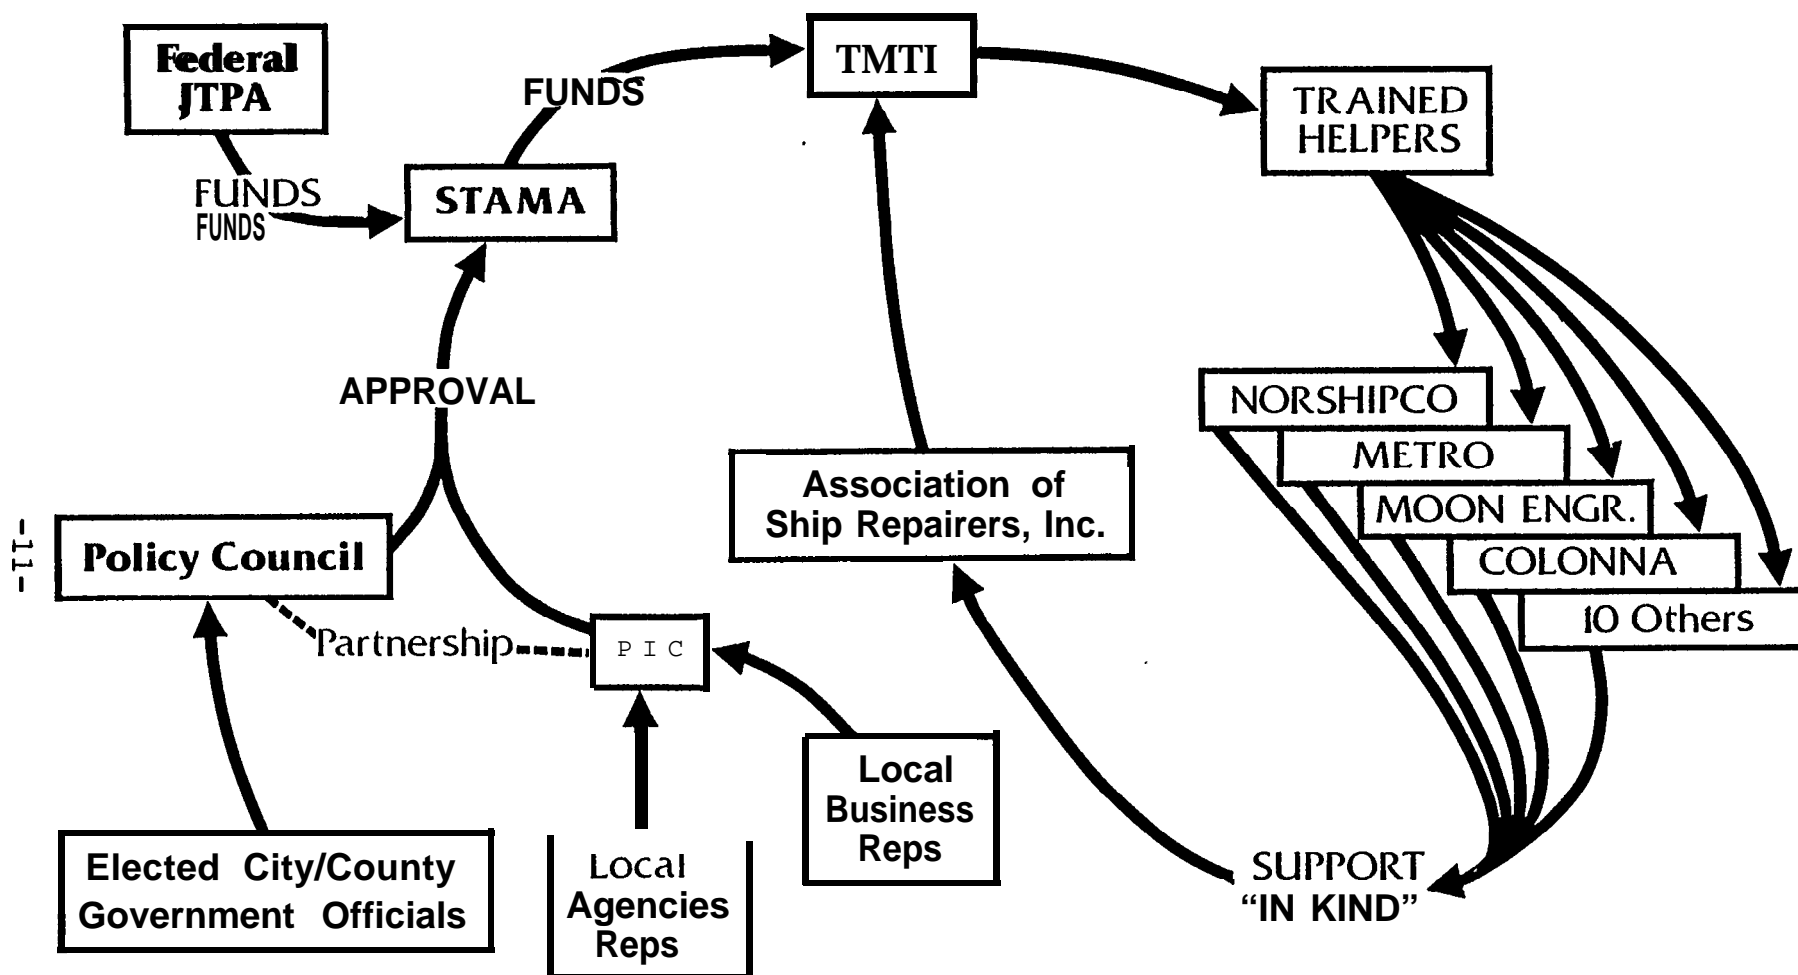 Federal
JTPA
FUNDS
FUNDS
STAMA
FUNDS
TMTI
TRAINED
HELPERS
APPROVAL
NORSHIPCO
METRO
MOON ENGR.
COLONNA
10 Others
Association of
Ship Repairers, Inc.
Policy Council
Partnership
PIC
-11-
Local
Business
Reps
Elected City/County
Government Officials
Local
Agencies
Reps
SUPPORT
“IN KIND”